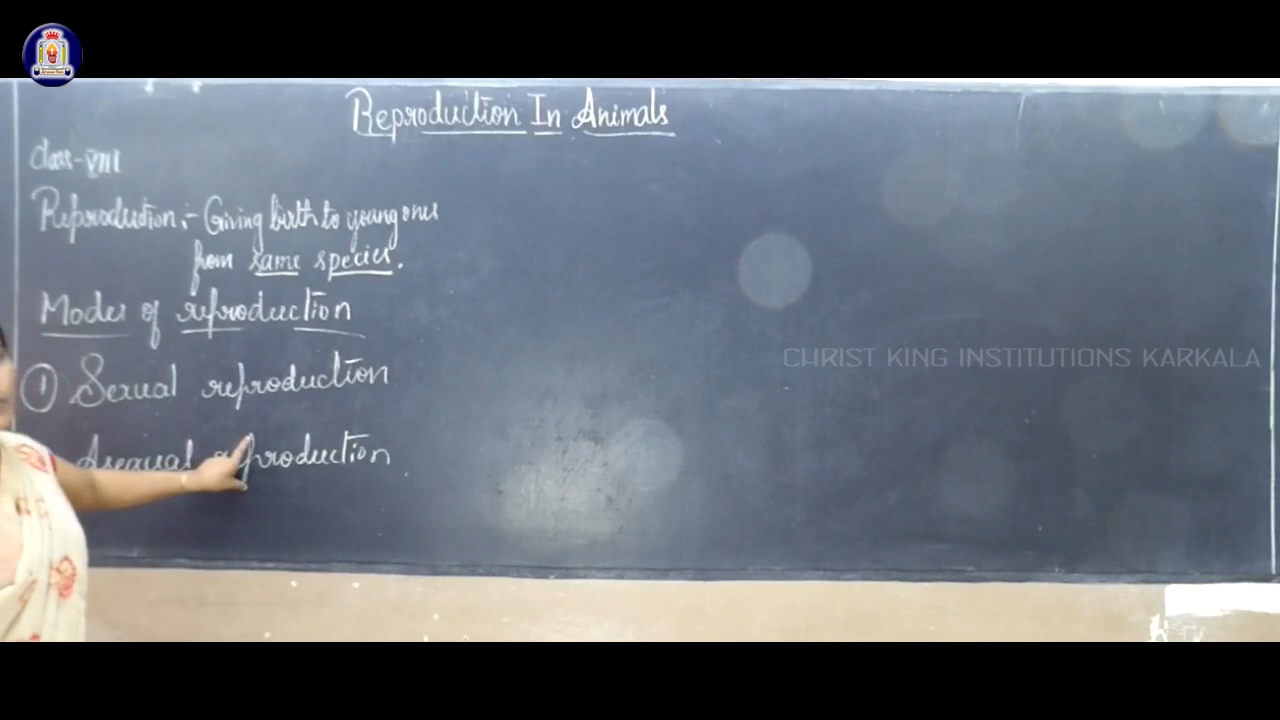 Reproduction In Animals
Class-VIII
Reproduction :- Giving birth to young ones
from same species.
Modes of reproduction
① Sexual reproduction
Asexual reproduction
CHRIST KING INSTITUTIONS KARKALA